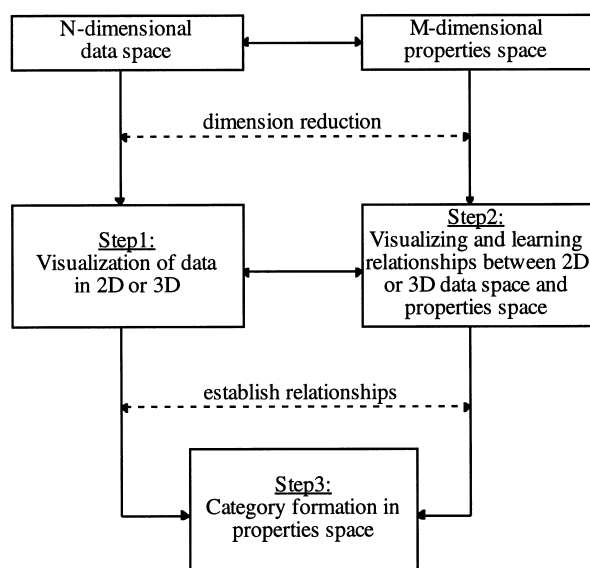 N-dimensional
data space
M-dimensional
properties space
dimension reduction
Step1:
Visualization of data
in 2D or 3D
Step2:
Visualizing and learning
relationships between 2D
or 3D data space and
properties space
establish relationships
Step3:
Category formation in
properties space